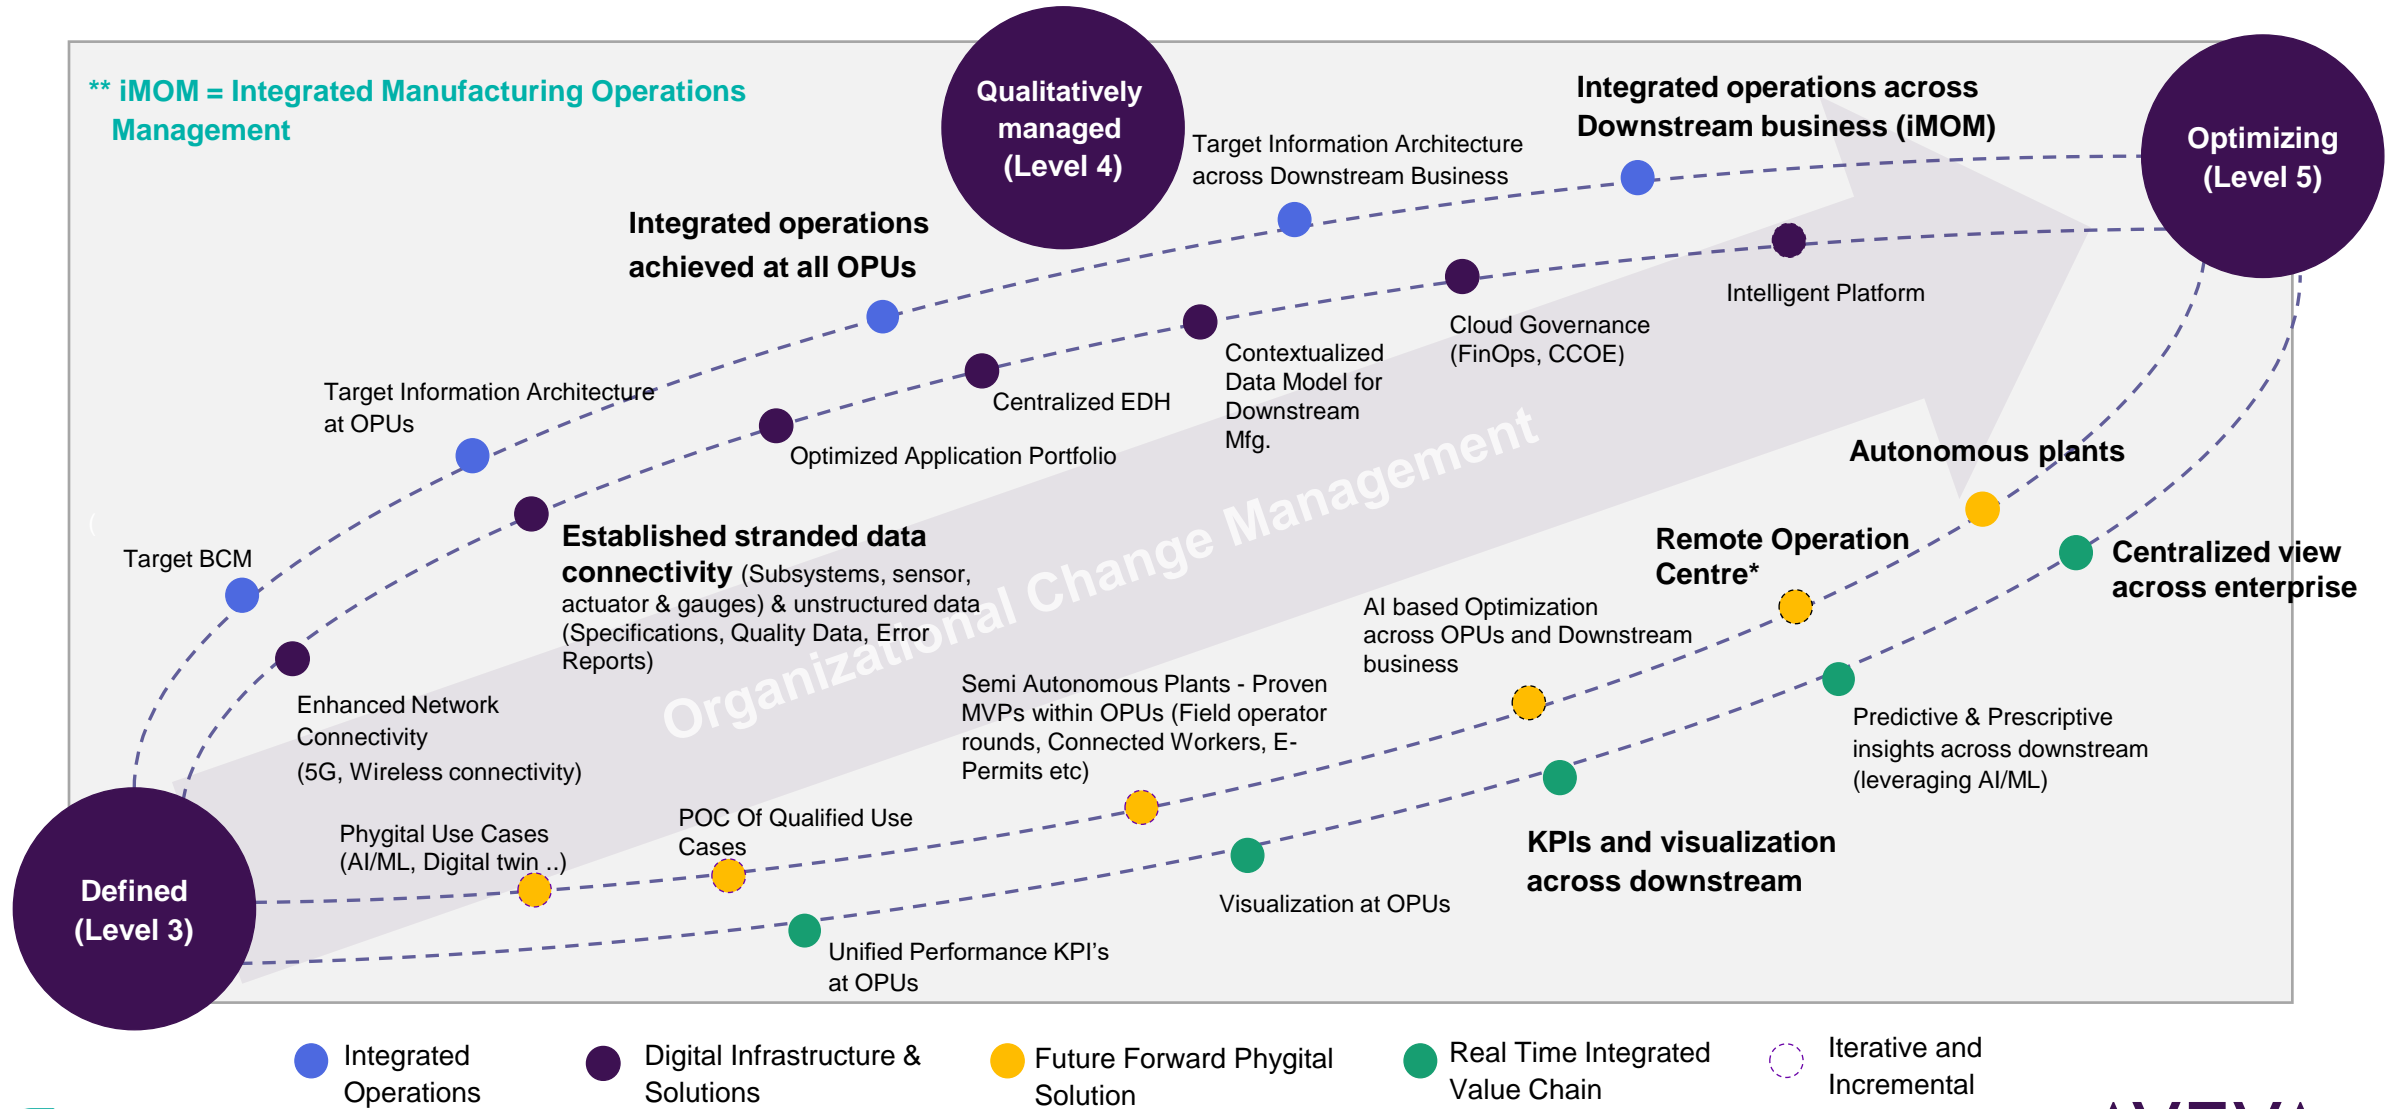 ** iMOM = Integrated Manufacturing Operations
Management
Qualitatively
managed
(Level 4)
Integrated operations across
Downstream business (iMOM)
Optimizing
(Level 5)
Target Information Architecture
across Downstream Business
Integrated operations
achieved at all OPUs
Intelligent Platform
Cloud Governance
(FinOps, CCOE)
Contextualized
Data Model for
Downstream
Mfg.
Centralized EDH
Target Information Architecture
at OPUs
Optimized Application Portfolio
Autonomous plants
Organizational Change Management
(
Target BCM
Established stranded data
connectivity (Subsystems, sensor,
actuator & gauges) & unstructured data
(Specifications, Quality Data, Error
Reports)
Remote Operation
Centre*
Centralized view
across enterprise
AI based Optimization
across OPUs and Downstream
business
Enhanced Network
Connectivity
(5G, Wireless connectivity)
Semi Autonomous Plants - Proven
MVPs within OPUs (Field operator
rounds, Connected Workers, E-
Permits etc)
Predictive & Prescriptive
insights across downstream
(leveraging AI/ML)
Phygital Use Cases
(AI/ML, Digital twin ..)
POC Of Qualified Use
Cases
KPIs and visualization
across downstream
Defined
(Level 3)
Visualization at OPUs
Unified Performance KPI's
at OPUs
Integrated
Operations
Digital Infrastructure &
Solutions
Future Forward Phygital
Solution
Real Time Integrated
Value Chain
Iterative and
Incremental